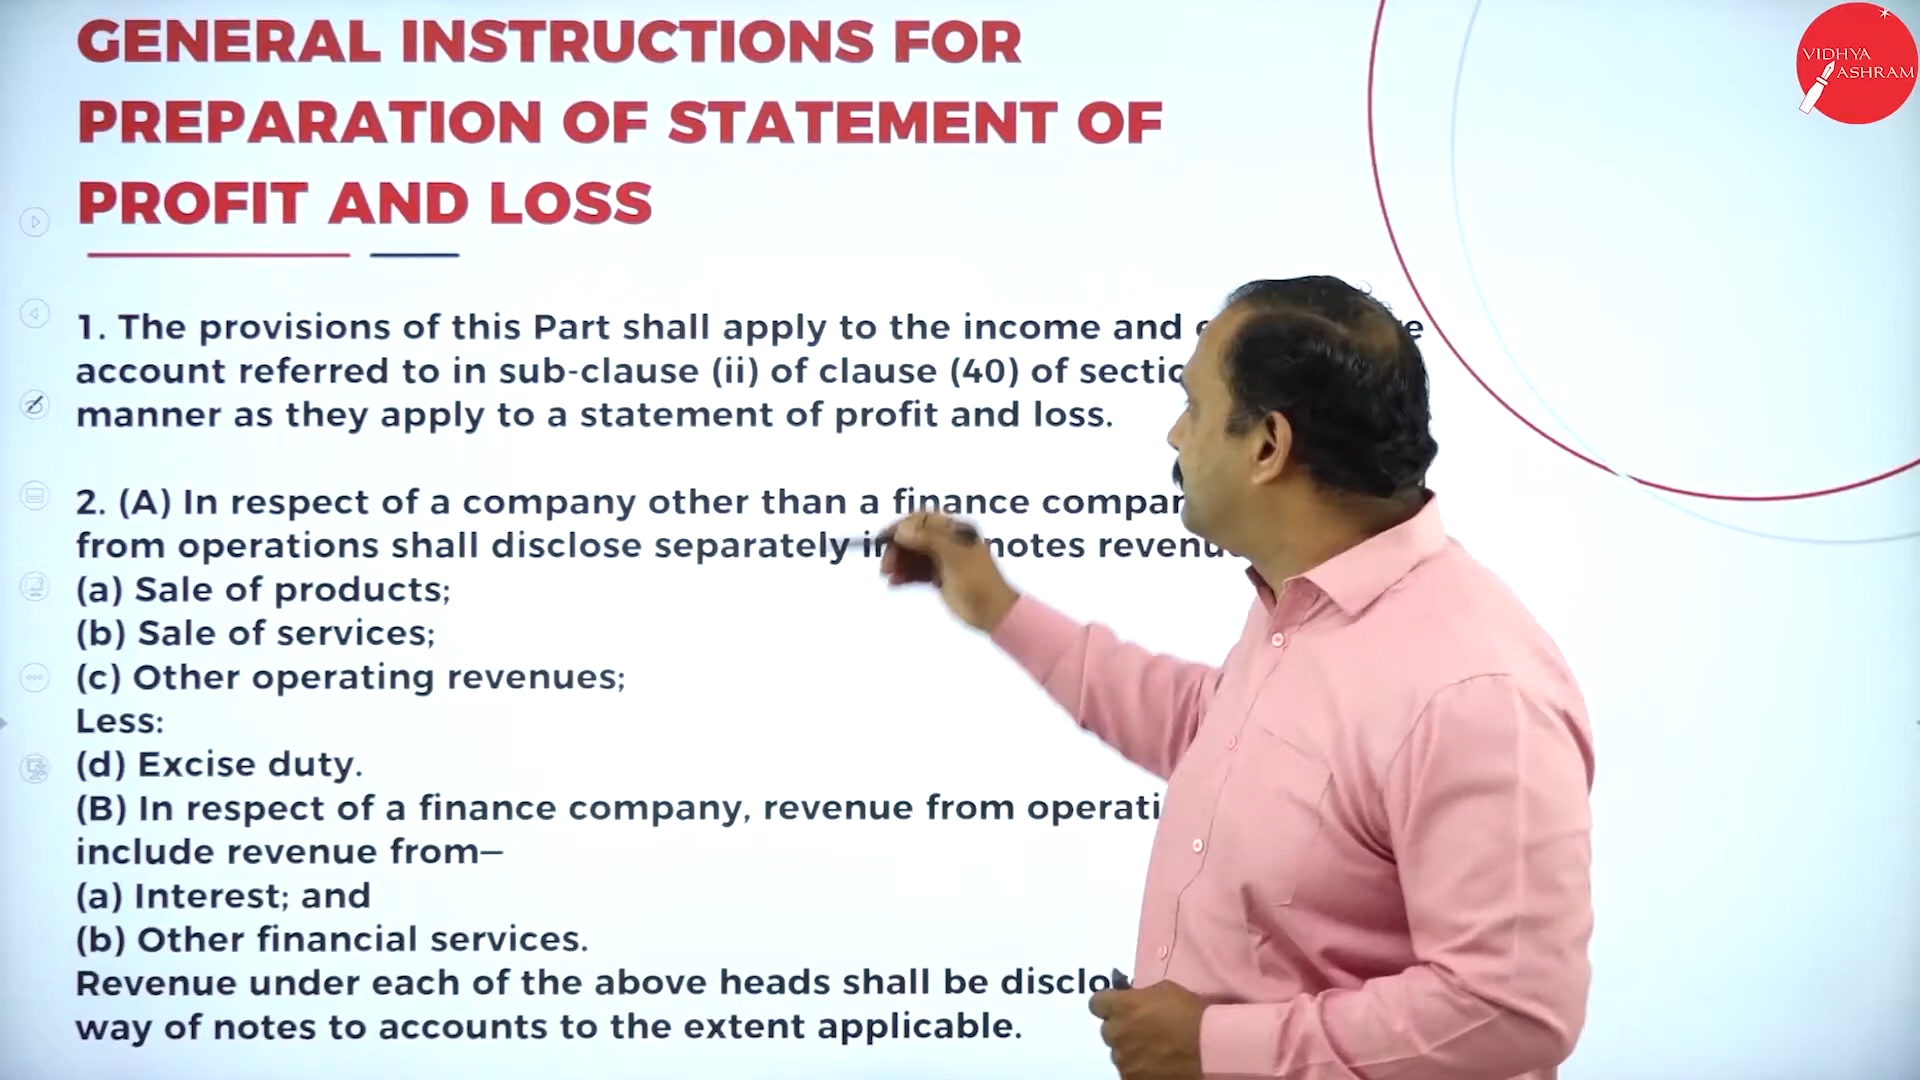 GENERAL INSTRUCTIONS FOR
PREPARATION OF STATEMENT OF
PROFIT AND LOSS
VIDHYA
ASHRAM
1. The provisions of this Part shall apply to the income and
account referred to in sub-clause (ii) of clause (40) of
manner as they apply to a statement of profit and loss.
2. (A) In respect of a company other than a finance
from operations shall disclose separately notes
(a) Sale of products;
(b) Sale of services;
(c) Other operating revenues;
Less:
(d) Excise duty.
(B) In respect of a finance company, revenue from
include revenue from—
(a) Interest; and
(b) Other financial services.
Revenue under each of the above heads shall be
way of notes to accounts to the extent applicable.